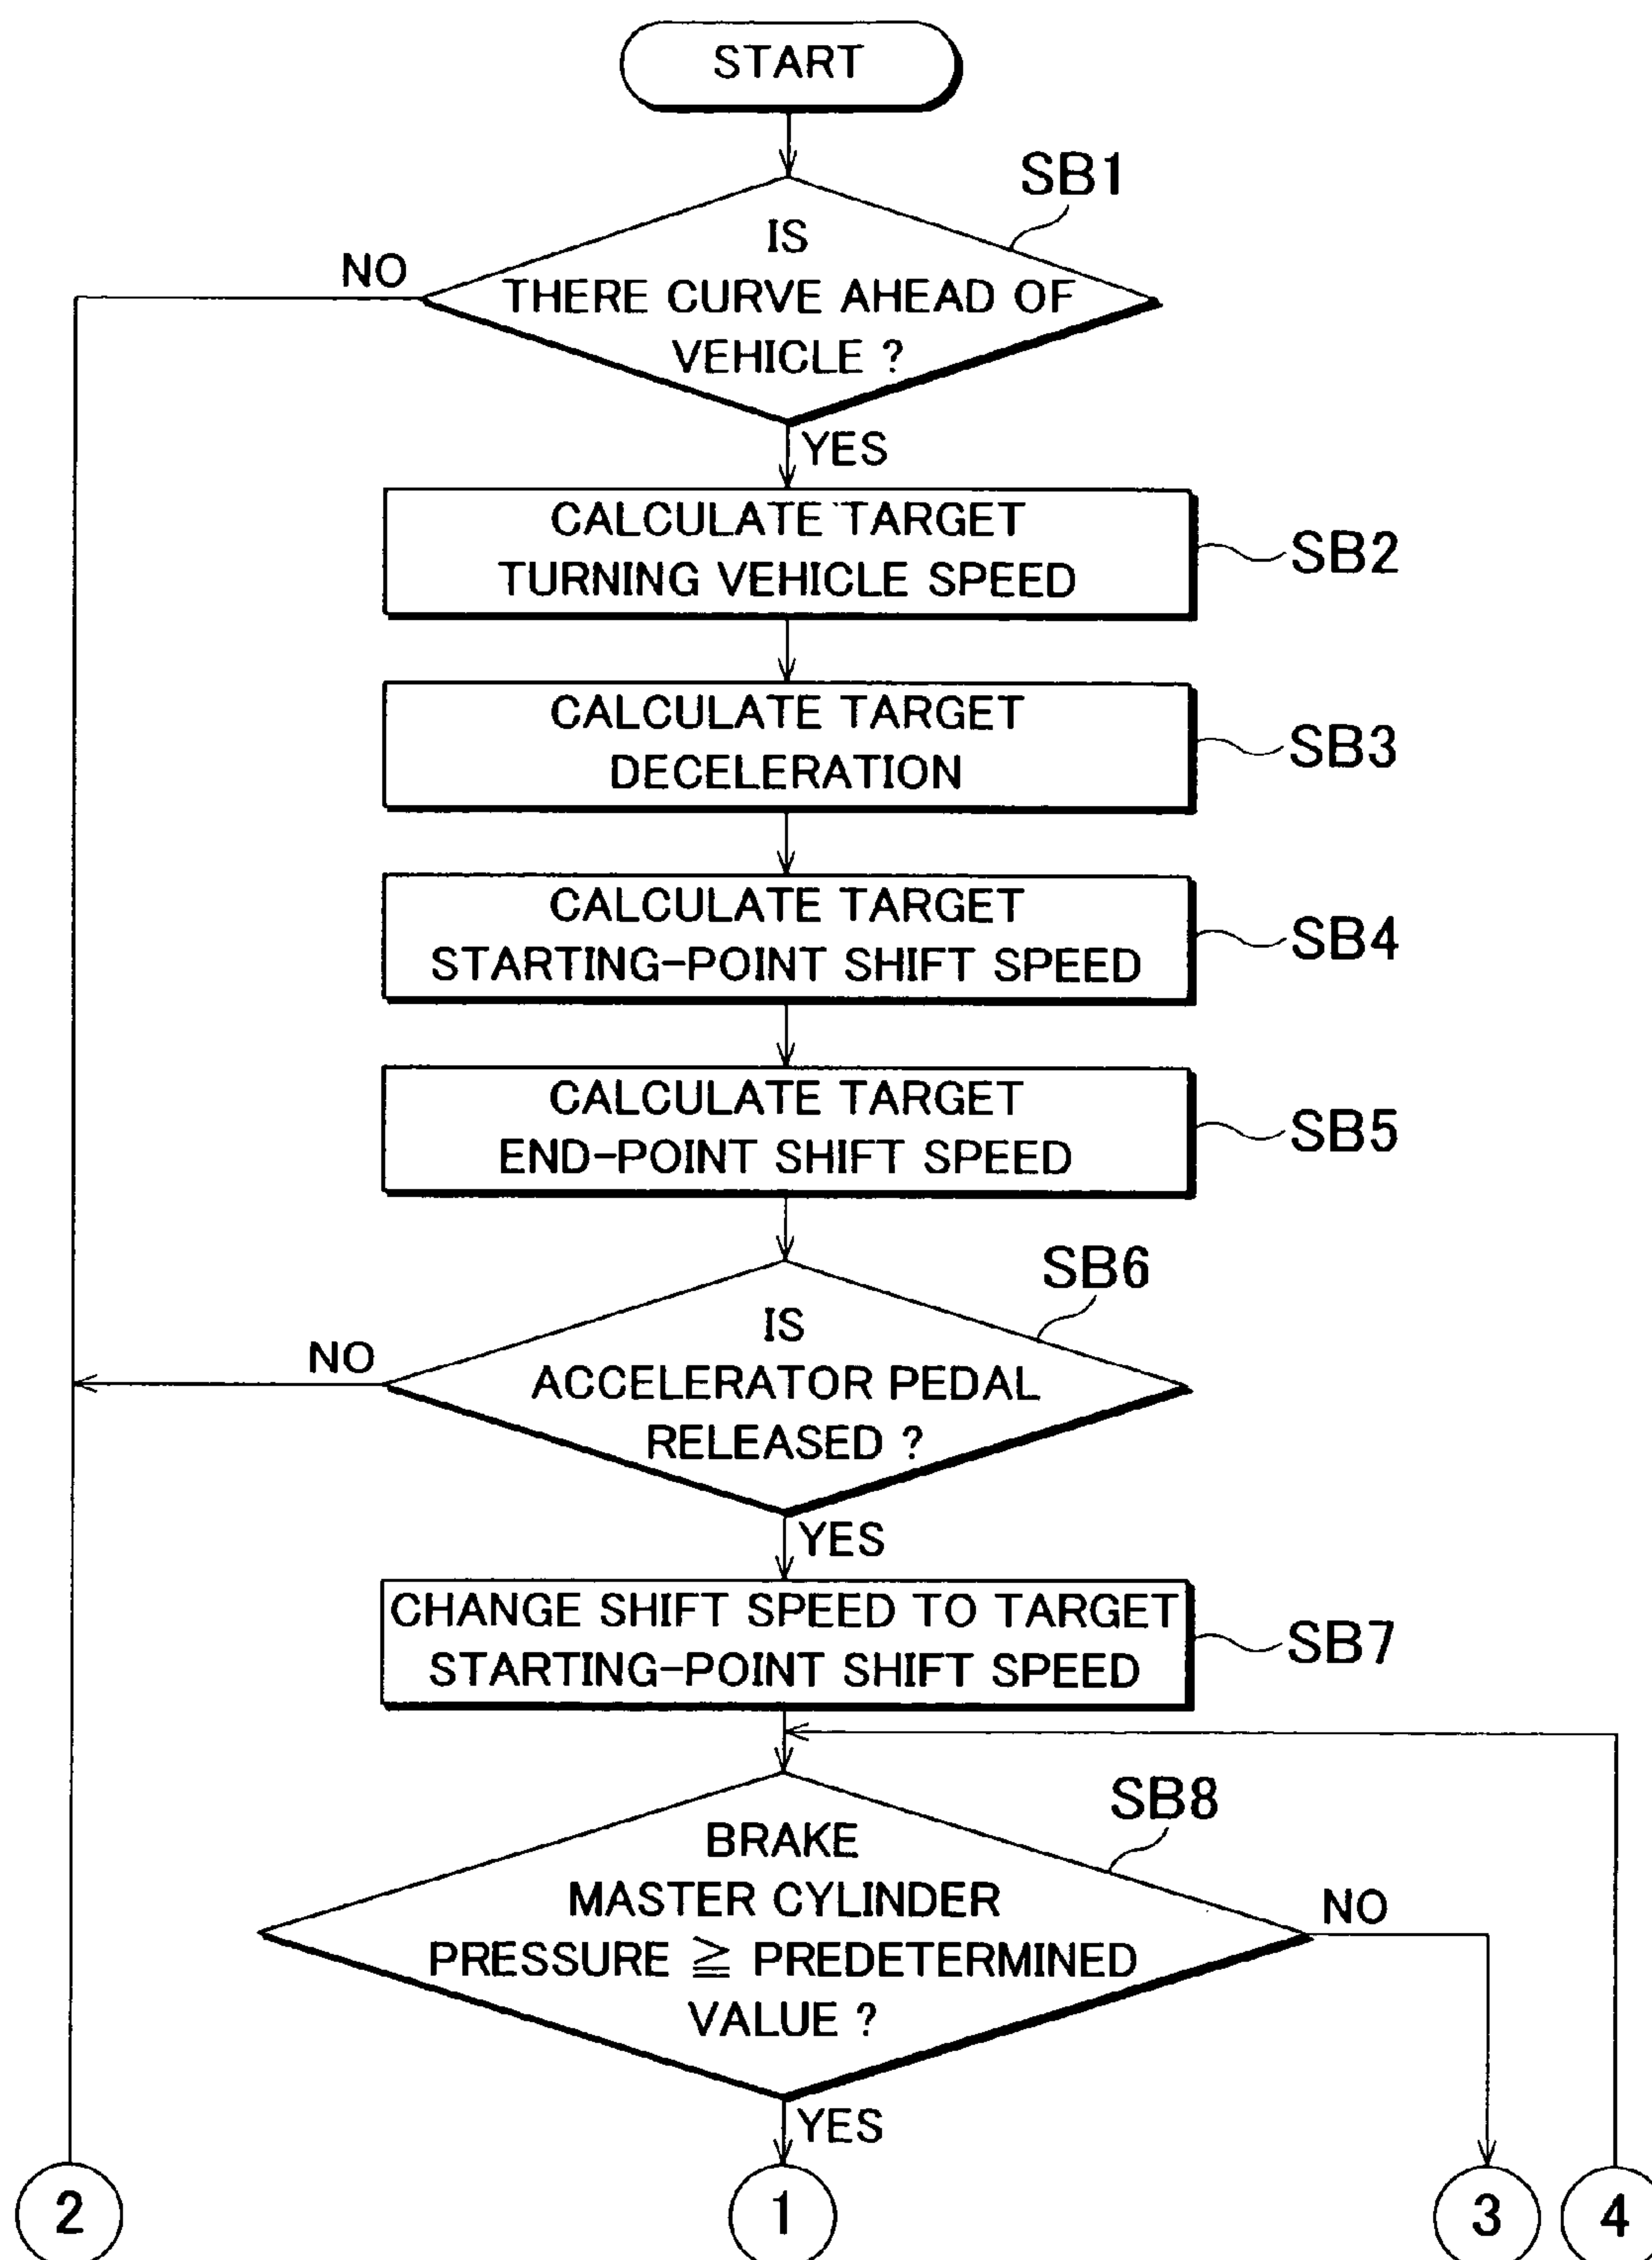 START
SB1
IS
THERE CURVE AHEAD OF
VEHICLE ?
NO
YES
CALCULATE TARGET
TURNING VEHICLE SPEED
SB2
CALCULATE TARGET
DECELERATION
SB3
CALCULATE TARGET
STARTING-POINT SHIFT SPEED
SB4
CALCULATE TARGET
END-POINT SHIFT SPEED
SB5
SB6
IS
ACCELERATOR PEDAL
RELEASED ?
NO
YES
CHANGE SHIFT SPEED TO TARGET
STARTING-POINT SHIFT SPEED
SB7
SB8
BRAKE
MASTER CYLINDER
PRESSURE ≧ PREDETERMINED
VALUE ?
NO
YES
2
1
3
4